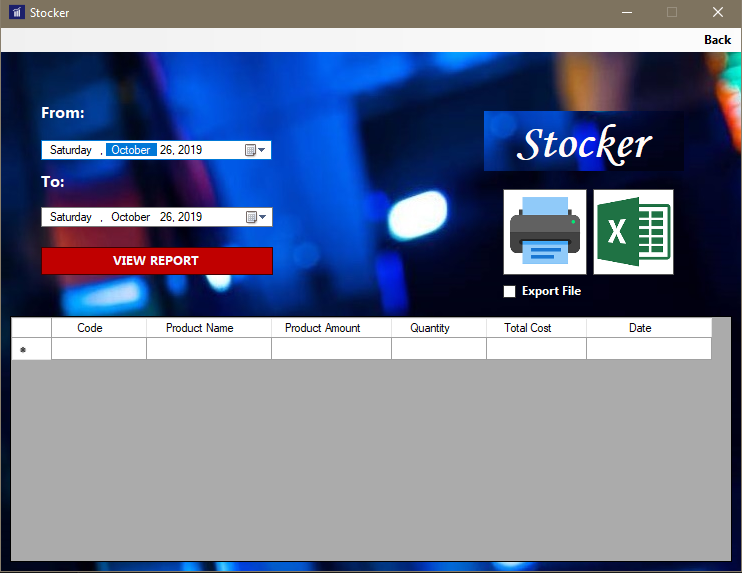 Stocker
Back
From:
Saturday , October 26, 2019
Stocker
To:
Saturday , October 26, 2019
X
VIEW REPORT
Export File
Code Product Name Product Amount Quantity Total Cost Date
*